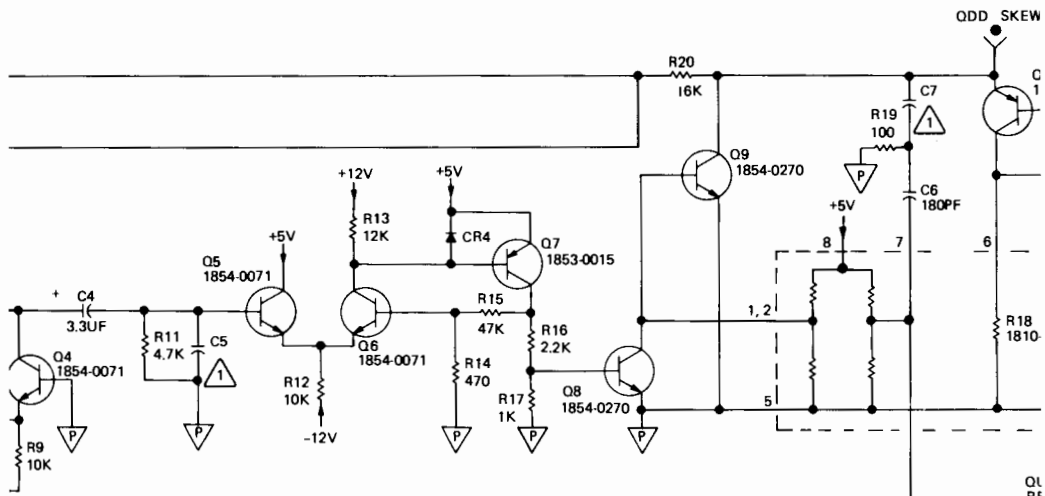 QDD SKEW
R20
16K
C7
1
R19
100
P
Q9
1854-0270
C6
180PF
+12V
+5V
+5V
R13
12K
CR4
Q7
1853-0015
8
7
6
+5V
Q5
1854-0071
+
C4
3.3UF
R11
4.7K
C5
1
Q6
1854-0071
R15
47K
R16
2.2K
1, 2
R18
1810-
Q4
1854-0071
R12
10K
R14
470
R17
1K
Q8
1854-0270
5
R9
10K
P
P
-12V
P
P
P